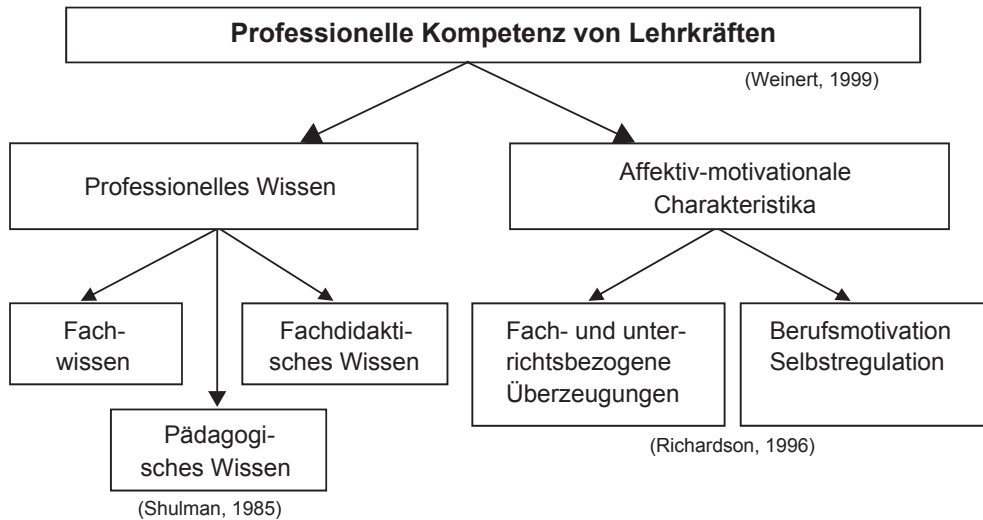 Professionelle Kompetenz von Lehrkräften
(Weinert, 1999)
Professionelles Wissen
Affektiv-motivationale
Charakteristika
Fach-
wissen
Fachdidakti-
sches Wissen
Pädagogi-
sches Wissen
(Shulman, 1985)
Fach- und unter-
richtsbezogene
Überzeugungen
Berufsmotivation
Selbstregulation
(Richardson, 1996)